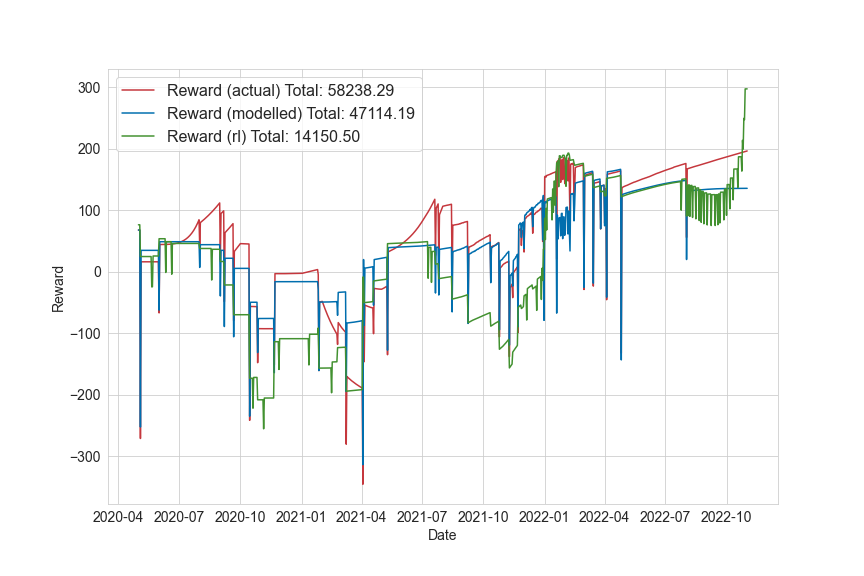 Reward (actual) Total: 58238.29
Reward (modelled) Total: 47114.19
Reward (rl) Total: 14150.50
300
200
100
0
−100
−200
−300
Reward
2020-04 2020-07 2020-10 2021-01 2021-04 2021-07 2021-10 2022-01 2022-04 2022-07 2022-10
Date